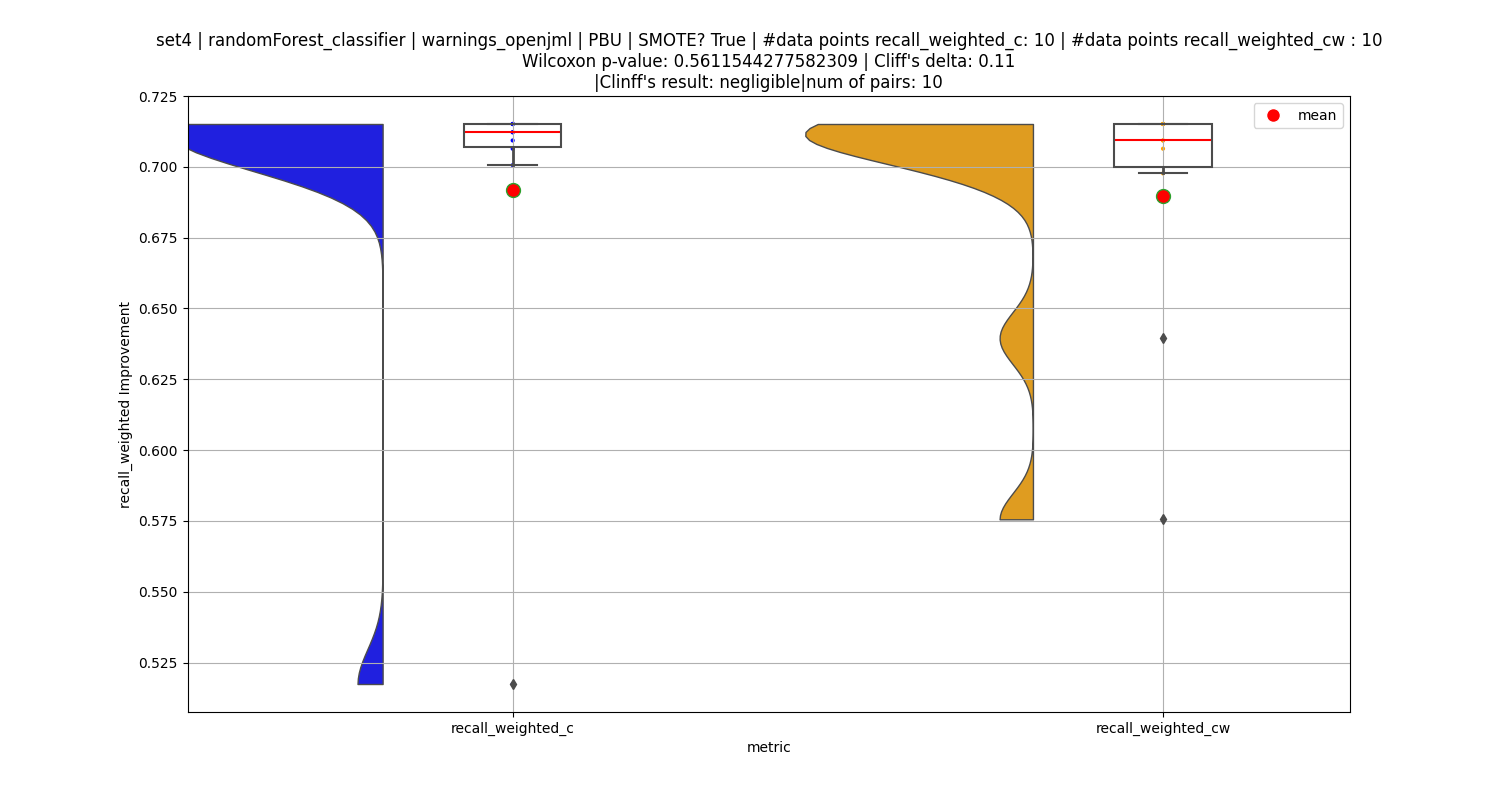 set4 | randomForest_classifier | warnings_openjml | PBU | SMOTE? True | #data points recall_weighted_c: 10 | #data points recall_weighted_cw : 10
Wilcoxon p-value: 0.5611544277582309 | Cliff's delta: 0.11
|Clinff's result: negligible|num of pairs: 10
mean
0.725
0.700
0.675
0.650
0.625
0.600
0.575
0.550
0.525
recall_weighted Improvement
recall_weighted_c
recall_weighted_cw
metric